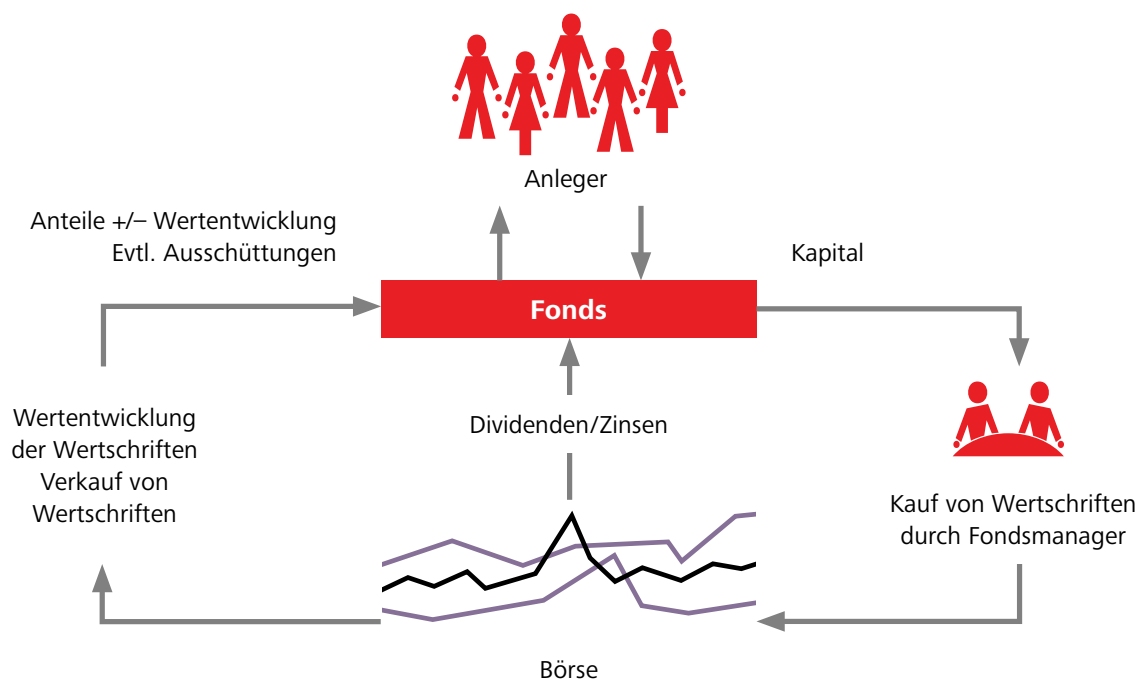 Anleger
Anteile +/– Wertentwicklung
Evtl. Ausschüttungen
Kapital
Fonds
Wertentwicklung
der Wertschriften
Verkauf von
Wertschriften
Dividenden/Zinsen
Kauf von Wertschriften
durch Fondsmanager
Börse